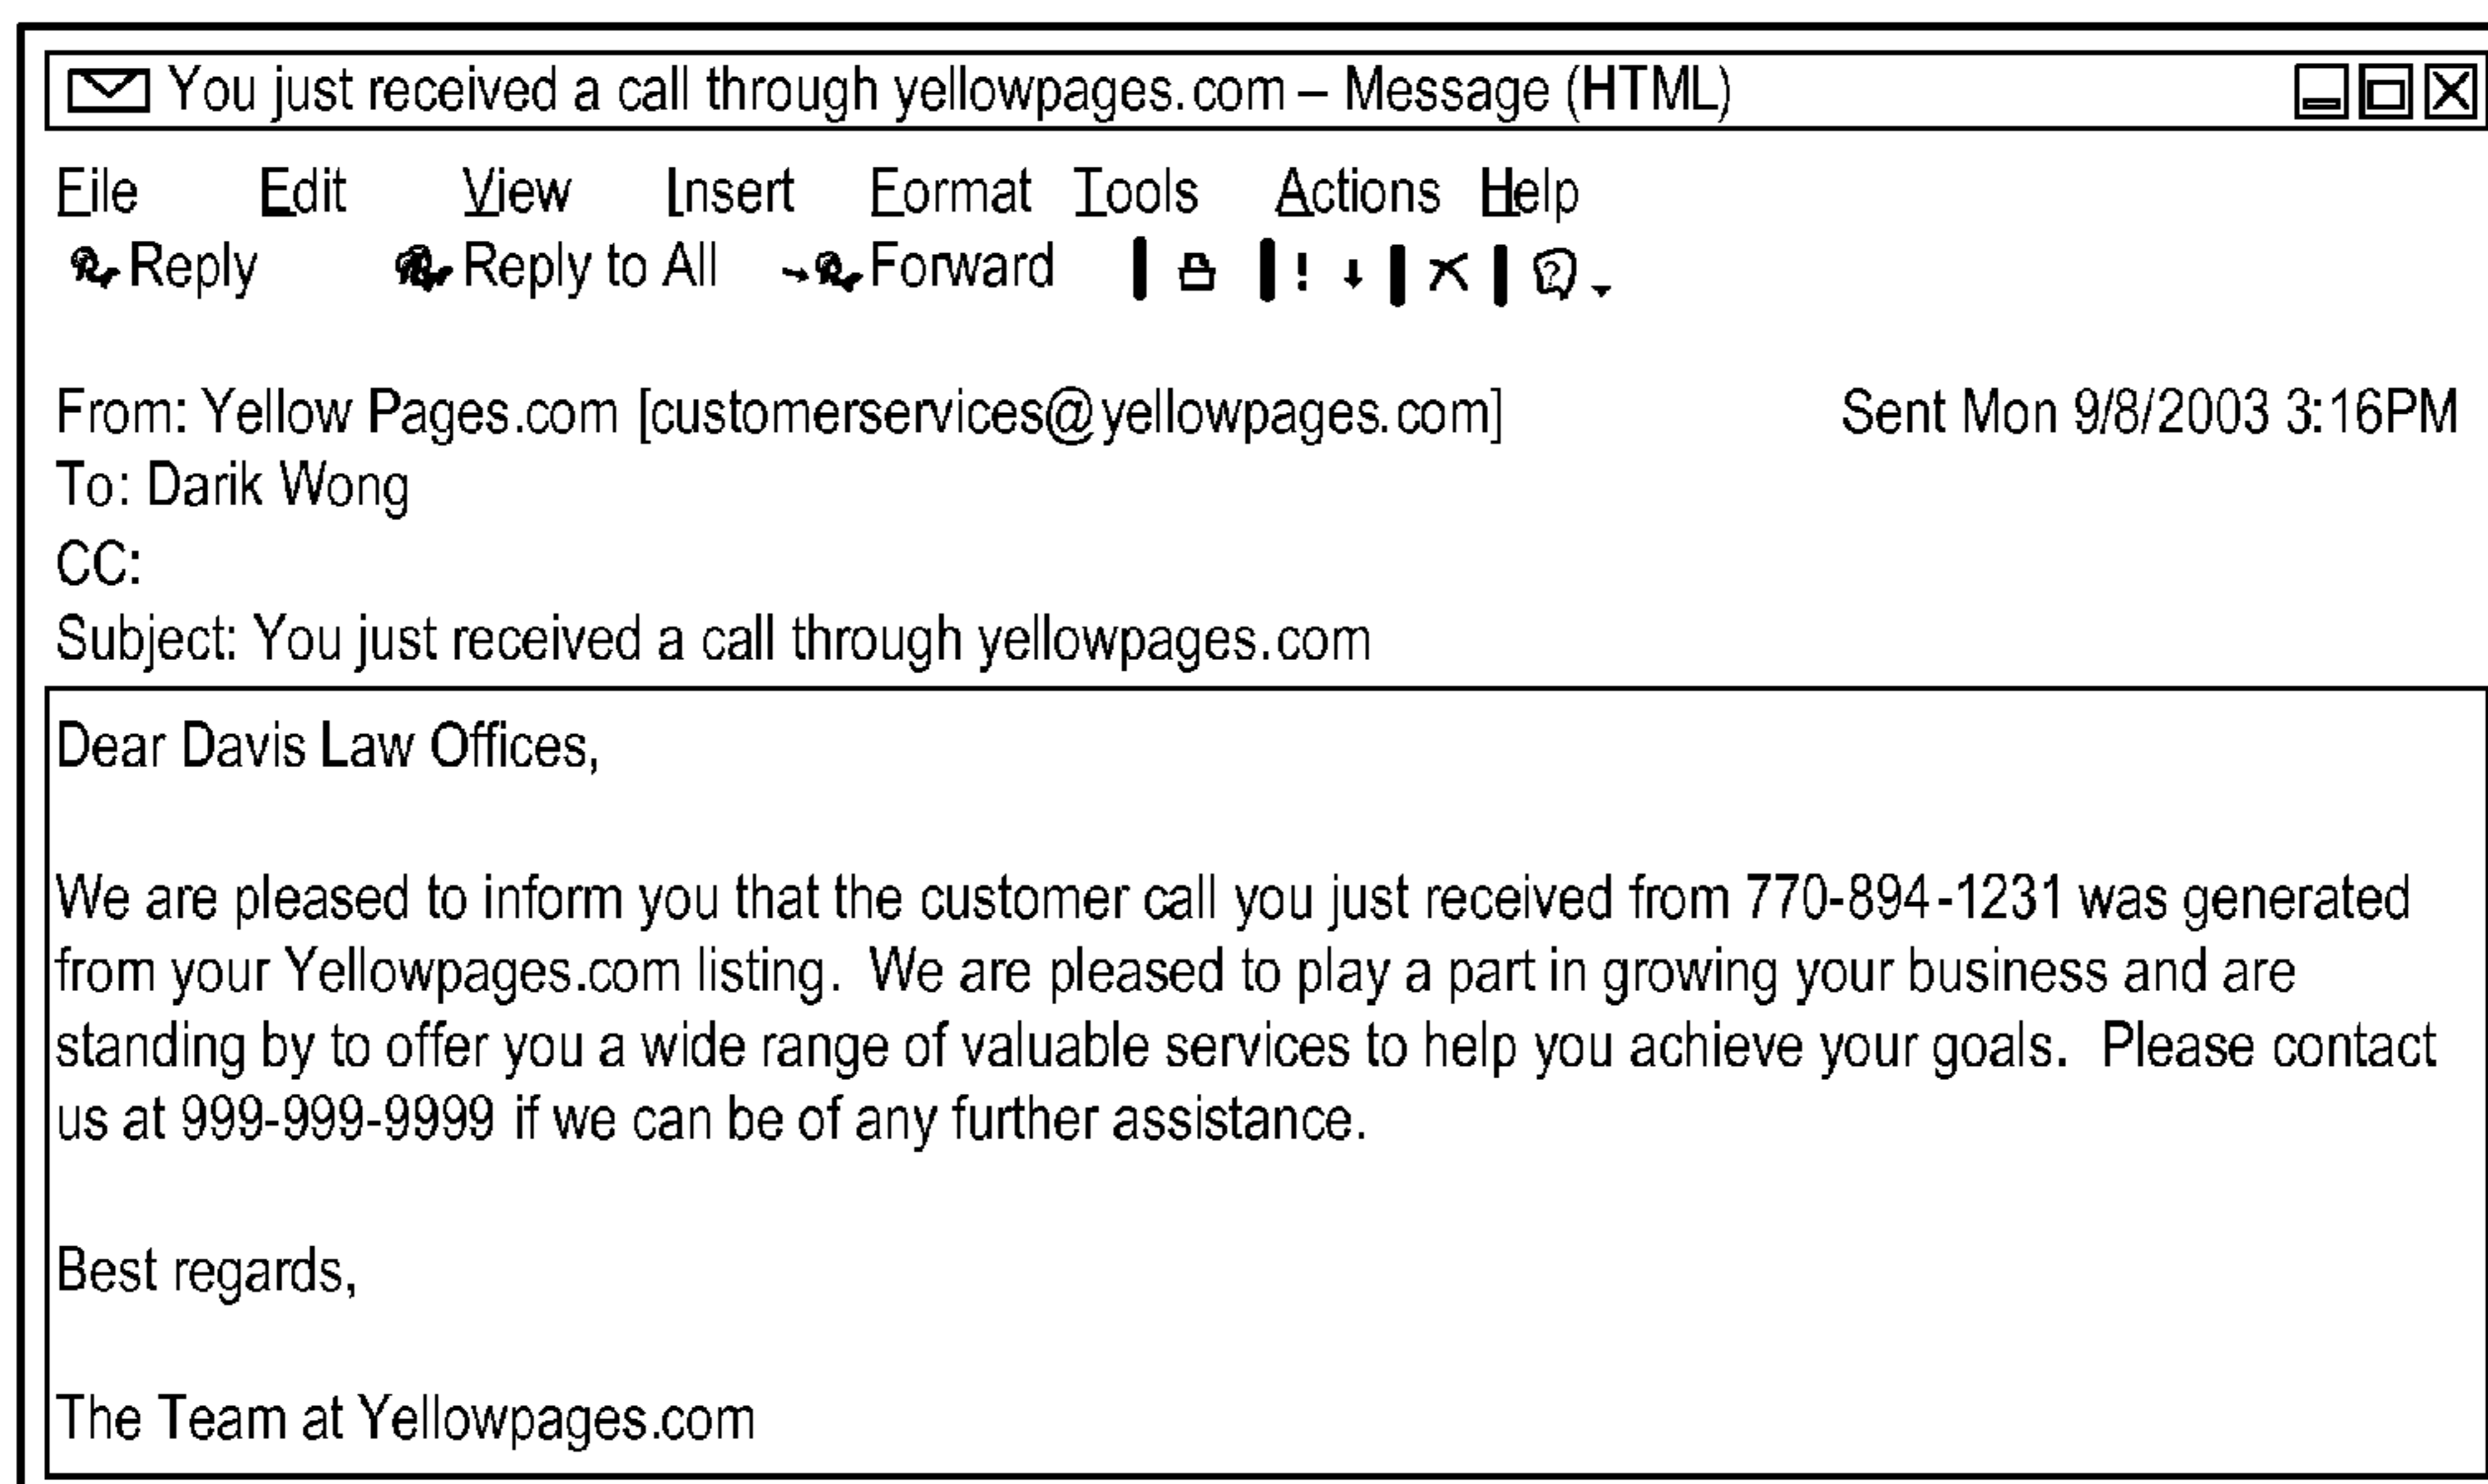 You just received a call through yellowpages.com – Message (HTML)
File Edit View Insert Format Tools Actions Help
Reply Reply to All Forward
From: Yellow Pages.com [customerservices@yellowpages.com] Sent Mon 9/8/2003 3:16PM
To: Darik Wong
CC:
Subject: You just received a call through yellowpages.com
Dear Davis Law Offices,
We are pleased to inform you that the customer call you just received from 770-894-1231 was generated
from your Yellowpages.com listing. We are pleased to play a part in growing your business and are
standing by to offer you a wide range of valuable services to help you achieve your goals. Please contact
us at 999-999-9999 if we can be of any further assistance.
Best regards,
The Team at Yellowpages.com